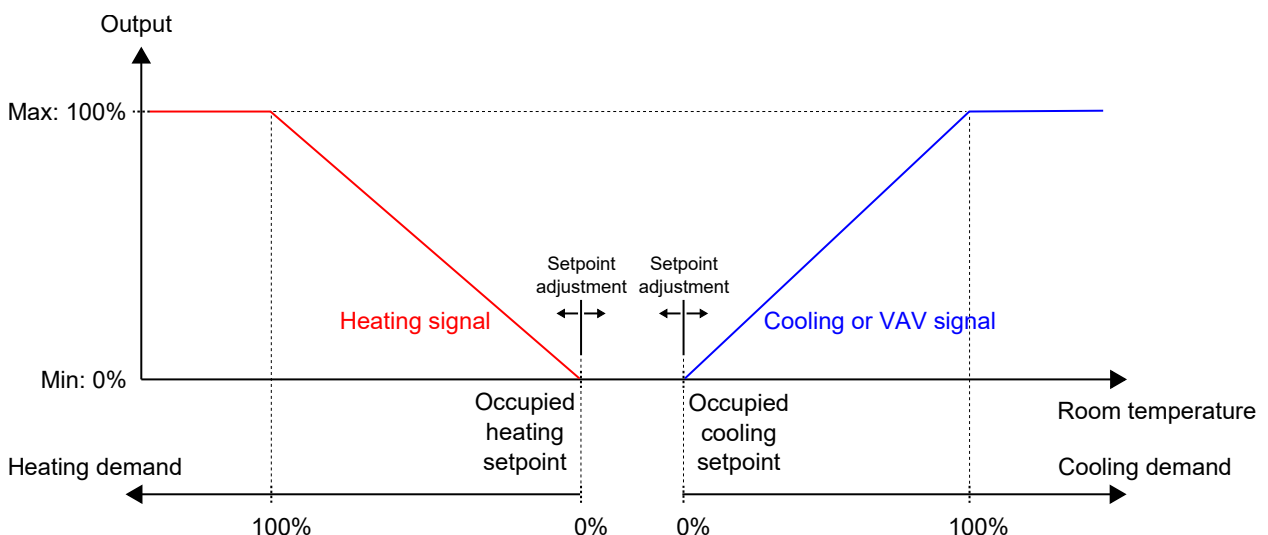 Output
Max: 100%
Setpoint
adjustment
Setpoint
adjustment
Heating signal
Cooling or VAV signal
Min: 0%
Occupied
heating
setpoint
Occupied
cooling
setpoint
Room temperature
Heating demand
Cooling demand
100%
0%
0%
100%